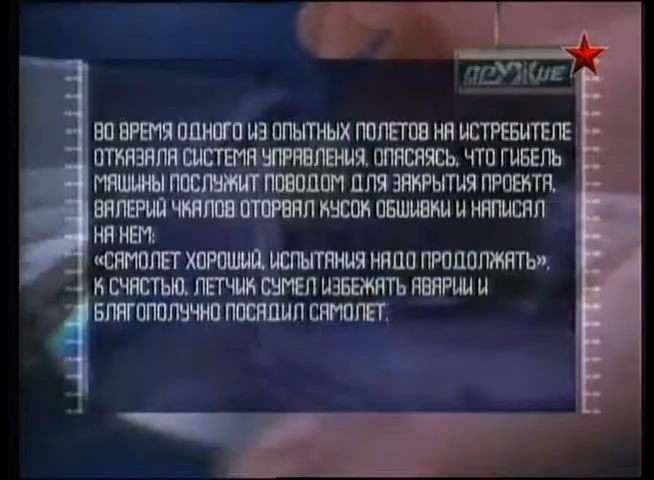 оружие
ВО ВРЕМЯ ОДНОГО ИЗ ОПЫТНЫХ ПОЛЕТОВ НА ИСТРЕБИТЕЛЕ
ОТКАЗАЛА СИСТЕМА УПРАВЛЕНИЯ. ОПАСАЯСЬ, ЧТО ГИБЕЛЬ
МАШИНЫ ПОСЛУЖИТ ПОВОДОМ ДЛЯ ЗАКРЫТИЯ ПРОЕКТА,
ВАЛЕРИЙ ЧКАЛОВ ОТОРВАЛ КУСОК ОБШИВКИ И НАПИСАЛ
НА НЕМ:
«САМОЛЕТ ХОРОШИЙ, ИСПЫТАНИЯ НАДО ПРОДОЛЖАТЬ».
К СЧАСТЬЮ, ЛЕТЧИК СУМЕЛ ИЗБЕЖАТЬ АВАРИИ И
БЛАГОПОЛУЧНО ПОСАДИЛ САМОЛЕТ.